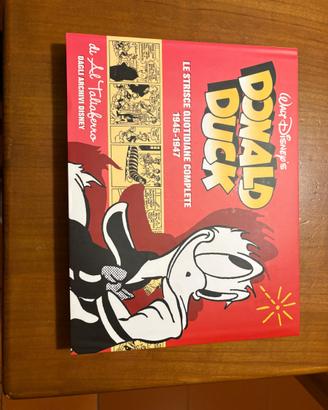 Walt Disney's
DONALD
DUCK
LE STRISCE QUOTIDIANE COMPLETE
1945-1947
di Al Taliaferro
DAGLI ARCHIVI DISNEY